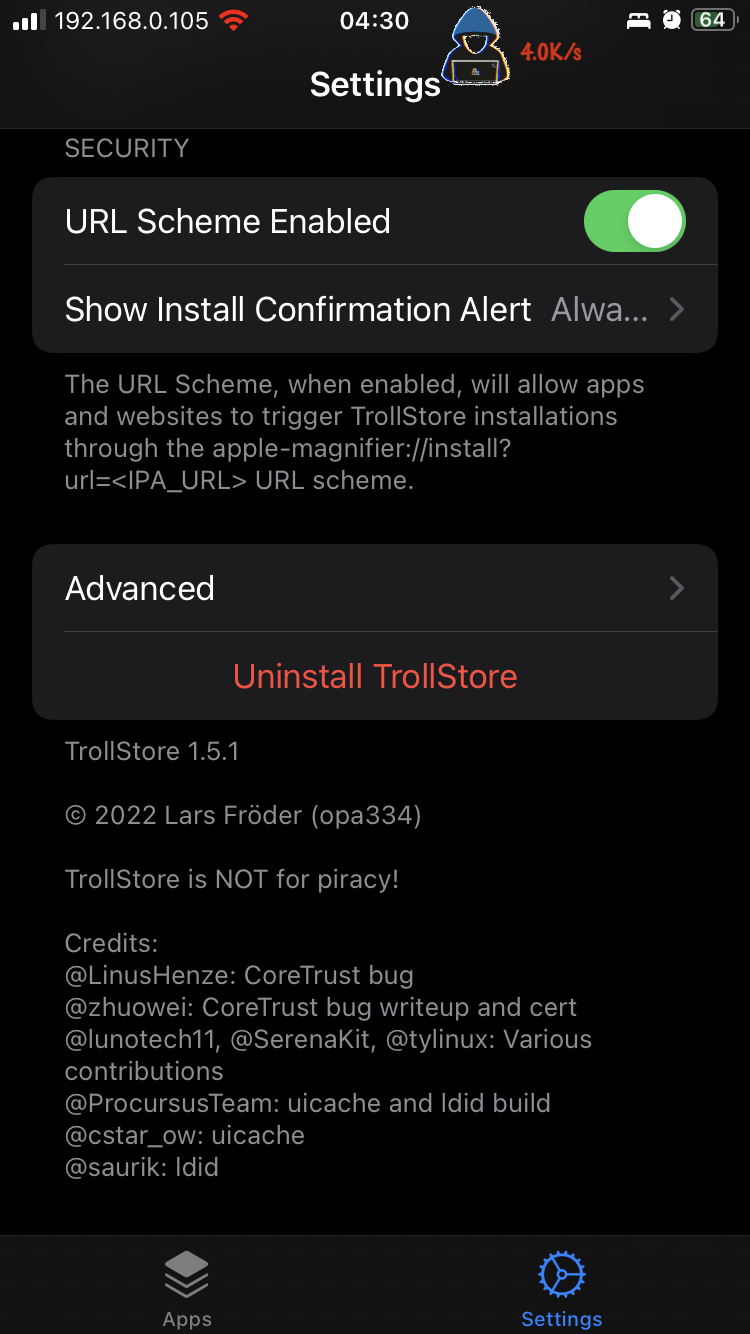 192.168.0.105 04:30 4.0K/s 64
Settings
SECURITY
URL Scheme Enabled
Show Install Confirmation Alert Alwa...
The URL Scheme, when enabled, will allow apps
and websites to trigger TrollStore installations
through the apple-magnifier://install?
url=<IPA_URL> URL scheme.
Advanced
Uninstall TrollStore
TrollStore 1.5.1
© 2022 Lars Fröder (opa334)
TrollStore is NOT for piracy!
Credits:
@LinusHenze: CoreTrust bug
@zhuowei: CoreTrust bug writeup and cert
@lunotech11, @SerenaKit, @tylinux: Various
contributions
@ProcursusTeam: uicache and ldid build
@cstar_ow: uicache
@saurik: ldid
Apps Settings